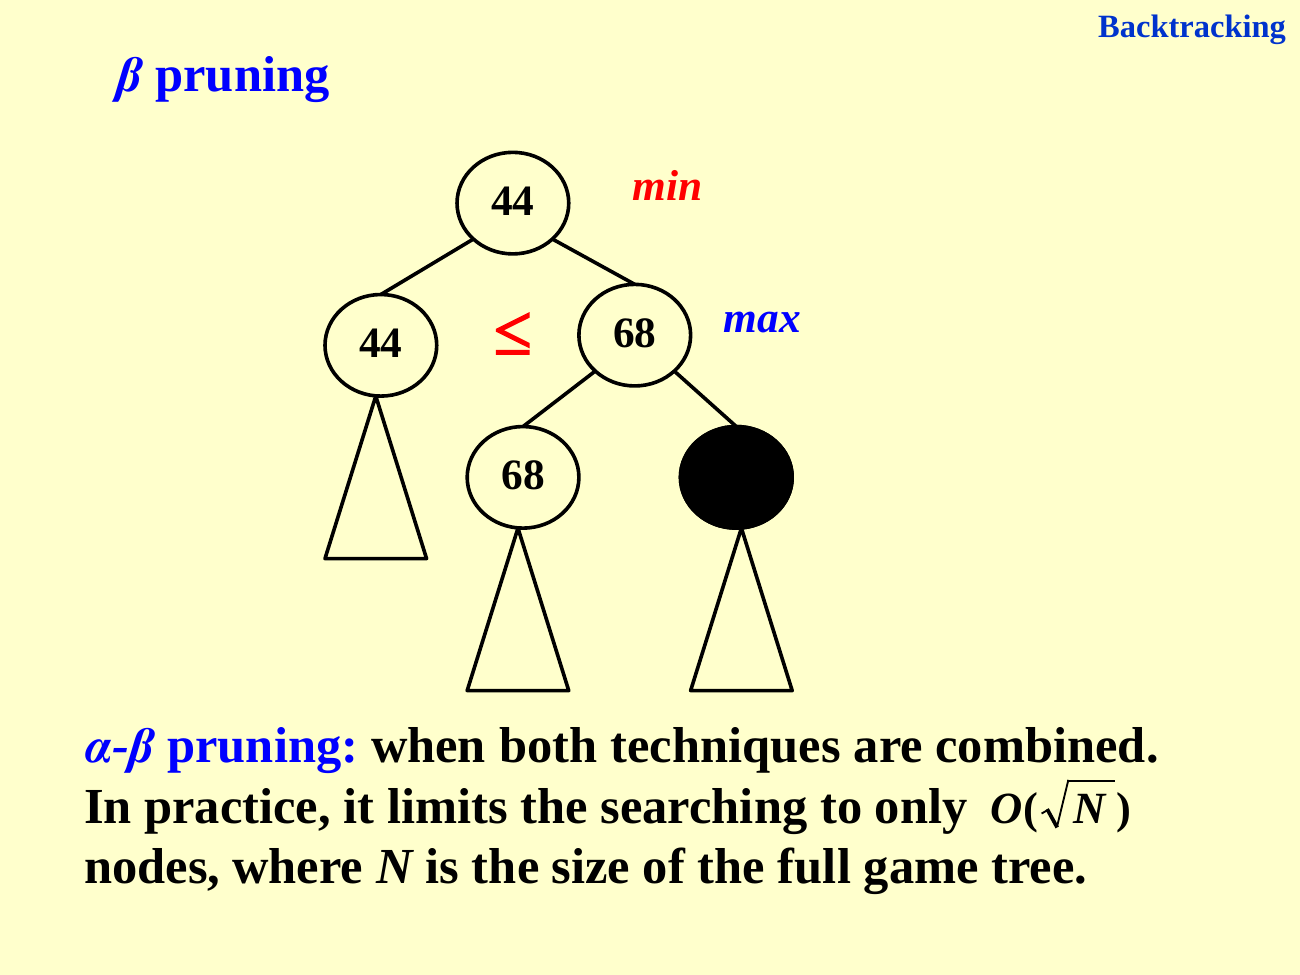 Backtracking
β pruning
44
min
44
≤
68
max
68
α-β pruning: when both techniques are combined.
In practice, it limits the searching to only O(√N)
nodes, where N is the size of the full game tree.